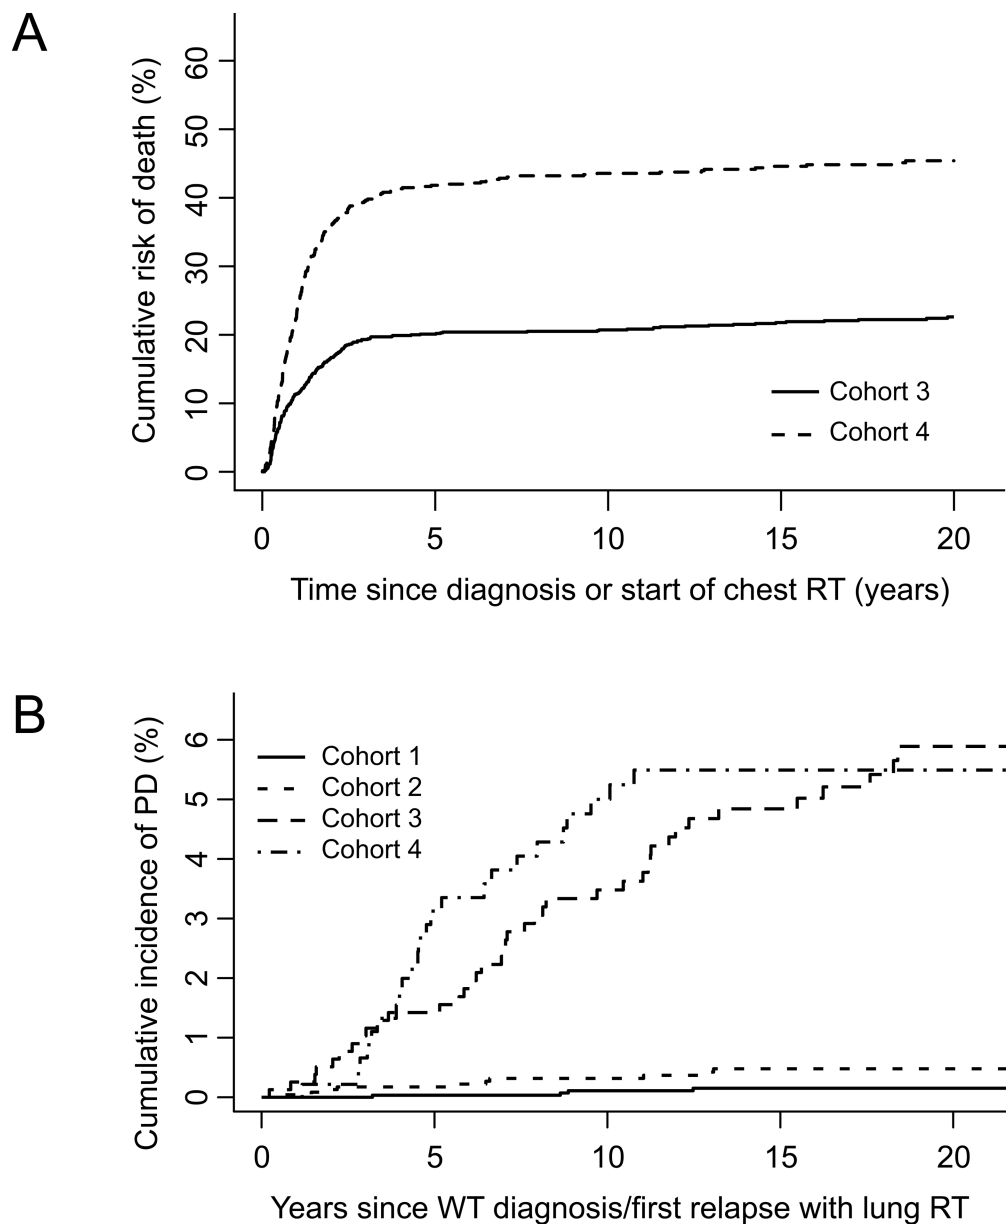 A
Cumulative risk of death (%)
60
50
40
30
20
10
0
Cohort 3
Cohort 4
0 5 10 15 20
Time since diagnosis or start of chest RT (years)
B
Cumulative incidence of PD (%)
6
5
4
3
2
1
0
Cohort 1
Cohort 2
Cohort 3
Cohort 4
0 5 10 15 20
Years since WT diagnosis/first relapse with lung RT